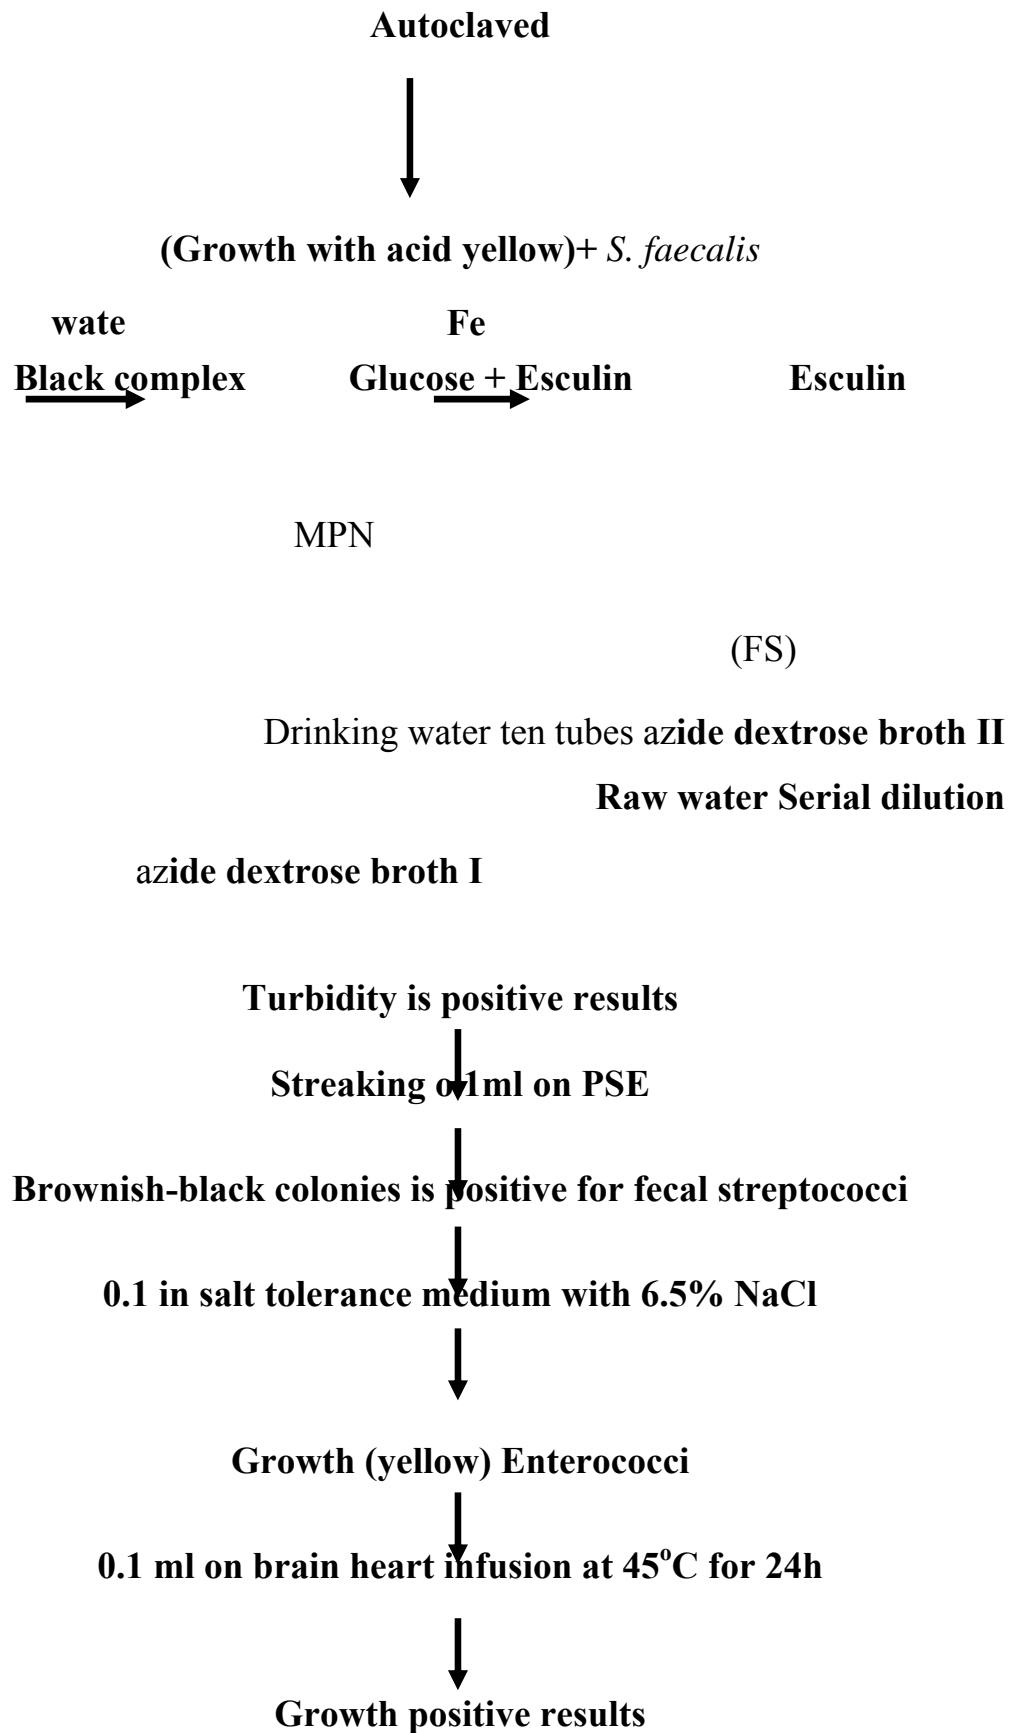 Autoclaved
(Growth with acid yellow)+ S. faecalis
wate Fe
Black complex Glucose + Esculin Esculin
MPN
(FS)
Drinking water ten tubes azide dextrose broth II
Raw water Serial dilution
azide dextrose broth I
Turbidity is positive results
Streaking o.1ml on PSE
Brownish-black colonies is positive for fecal streptococci
0.1 in salt tolerance medium with 6.5% NaCl
Growth (yellow) Enterococci
0.1 ml on brain heart infusion at 45°C for 24h
Growth positive results